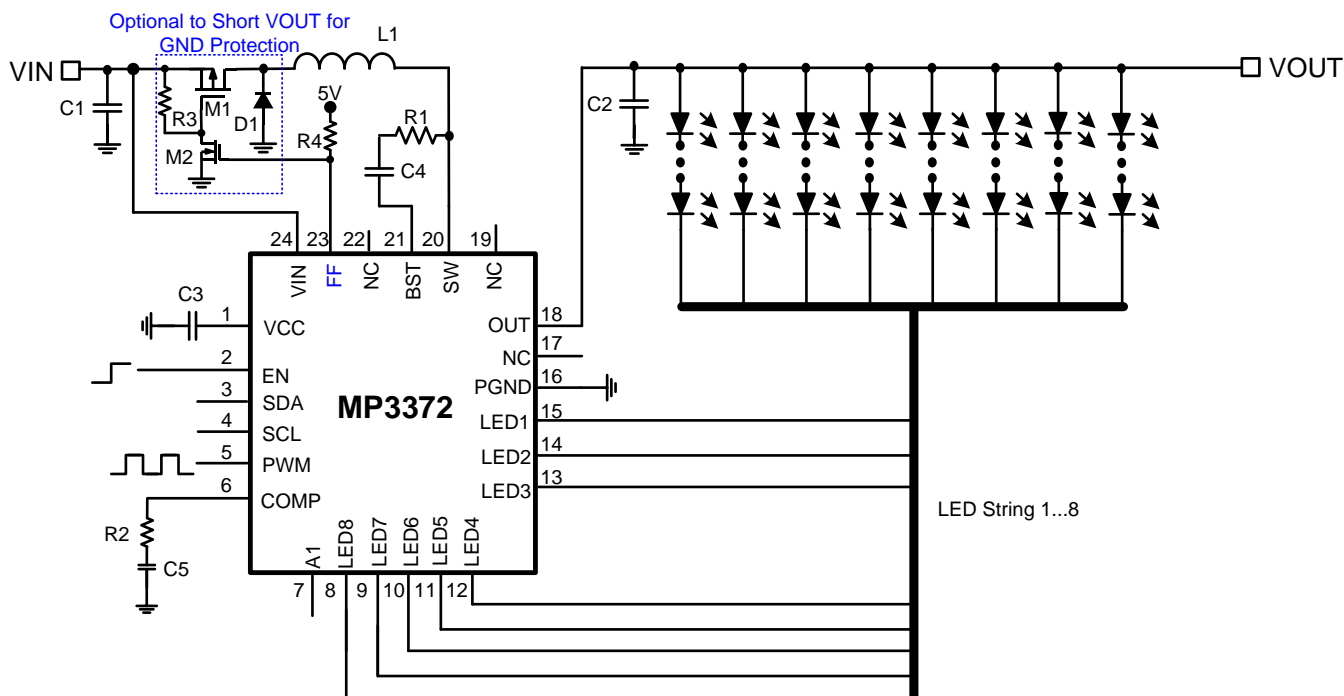 Optional to Short VOUT for
GND Protection
L1
VIN
VOUT
C1
R3
M1
D1
5V
R1
C2
M2
R4
C4
24
23
22
21
20
19
VIN
FF
NC
BST
SW
NC
C3
1
VCC
OUT
18
2
EN
NC
17
3
SDA
PGND
16
MP3372
4
SCL
LED1
15
5
PWM
LED2
14
6
COMP
LED3
13
LED String 1...8
R2
C5
A1
LED8
LED7
LED6
LED5
LED4
7
8
9
10
11
12